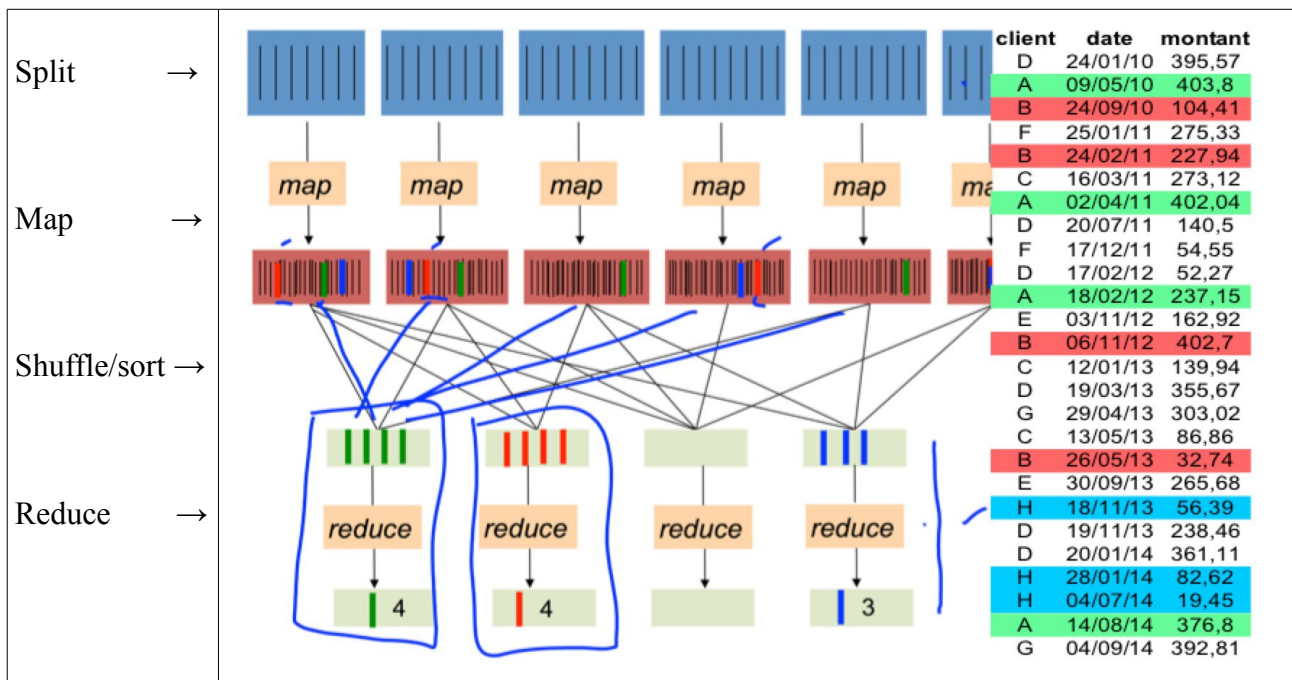 Split →
Map →
Shuffle/sort →
Reduce →
map map map map map ma
reduce reduce reduce reduce
4 4 3
client date montant
D 24/01/10 395,57
A 09/05/10 403,8
B 24/09/10 104,41
F 25/01/11 275,33
B 24/02/11 227,94
C 16/03/11 273,12
A 02/04/11 402,04
D 20/07/11 140,5
F 17/12/11 54,55
D 17/02/12 52,27
A 18/02/12 237,15
E 03/11/12 162,92
B 06/11/12 402,7
C 12/01/13 139,94
D 19/03/13 355,67
G 29/04/13 303,02
C 13/05/13 86,86
B 26/05/13 32,74
E 30/09/13 265,68
H 18/11/13 56,39
D 19/11/13 238,46
D 20/01/14 361,11
H 28/01/14 82,62
H 04/07/14 19,45
A 14/08/14 376,8
G 04/09/14 392,81